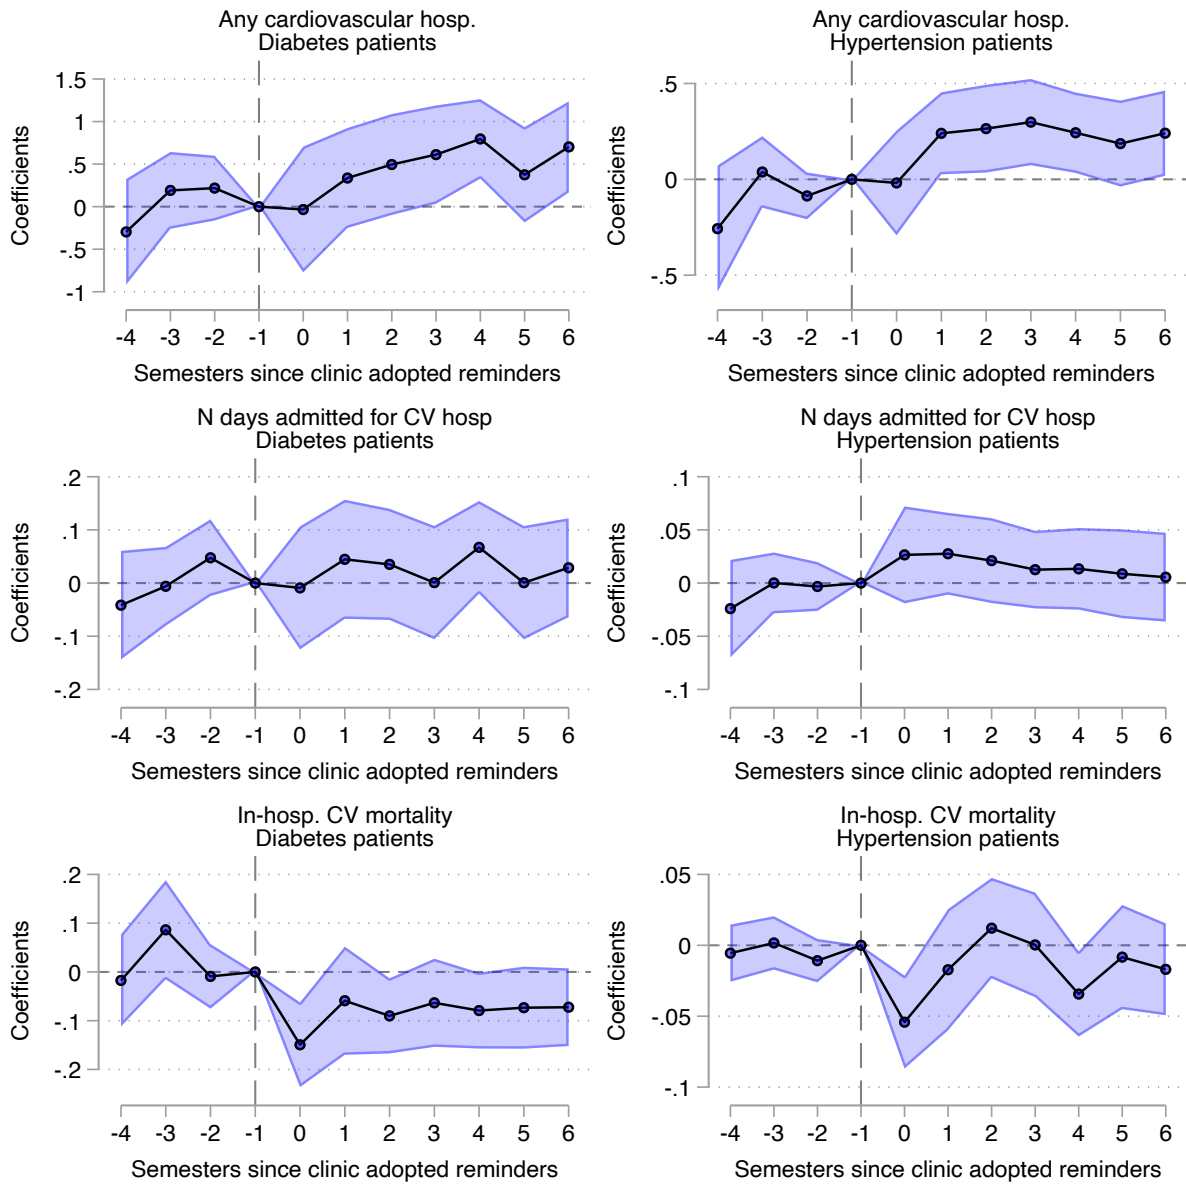 Any cardiovascular hosp.
Diabetes patients
1.5
1
.5
0
-.5
-1
Coefficients
-4 -3 -2 -1 0 1 2 3 4 5 6
Semesters since clinic adopted reminders
Any cardiovascular hosp.
Hypertension patients
.5
0
-.5
Coefficients
-4 -3 -2 -1 0 1 2 3 4 5 6
Semesters since clinic adopted reminders
N days admitted for CV hosp
Diabetes patients
.2
.1
0
-.1
-.2
Coefficients
-4 -3 -2 -1 0 1 2 3 4 5 6
Semesters since clinic adopted reminders
N days admitted for CV hosp
Hypertension patients
.1
.05
0
-.05
-.1
Coefficients
-4 -3 -2 -1 0 1 2 3 4 5 6
Semesters since clinic adopted reminders
In-hosp. CV mortality
Diabetes patients
.2
.1
0
-.1
-.2
Coefficients
-4 -3 -2 -1 0 1 2 3 4 5 6
Semesters since clinic adopted reminders
In-hosp. CV mortality
Hypertension patients
.05
0
-.05
-.1
Coefficients
-4 -3 -2 -1 0 1 2 3 4 5 6
Semesters since clinic adopted reminders